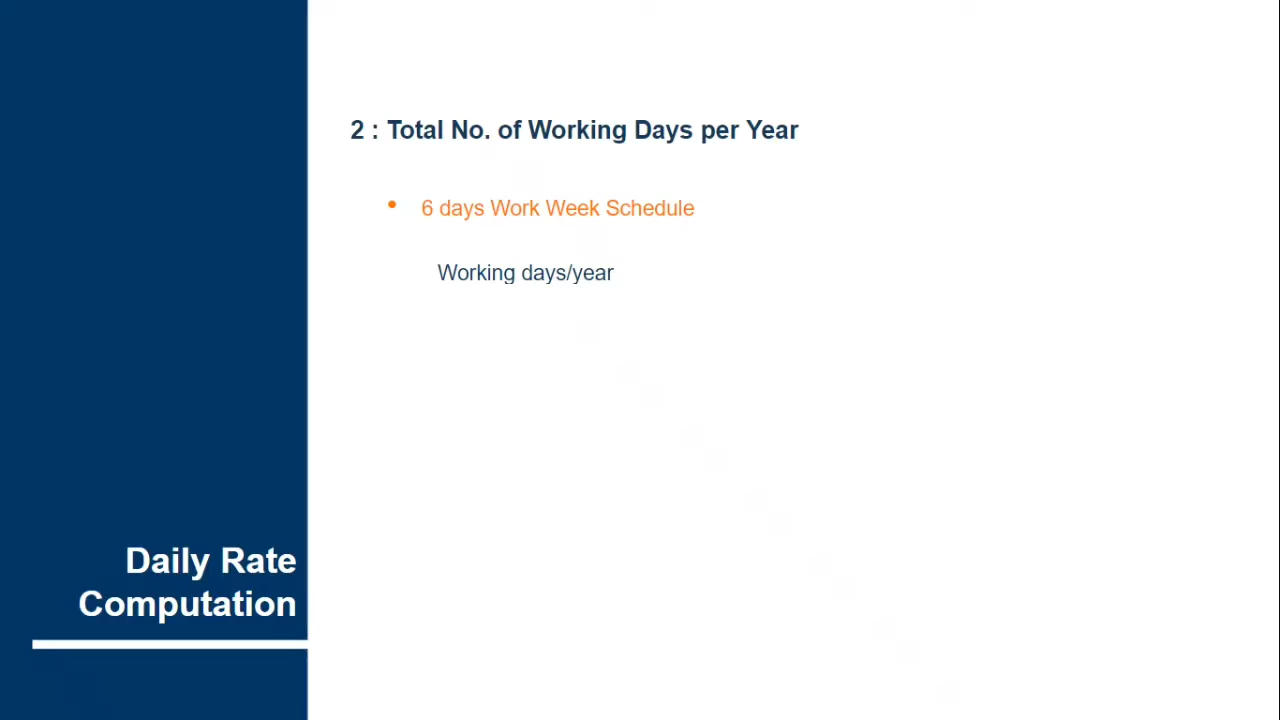 2 : Total No. of Working Days per Year
• 6 days Work Week Schedule
Working days/year
Daily Rate
Computation